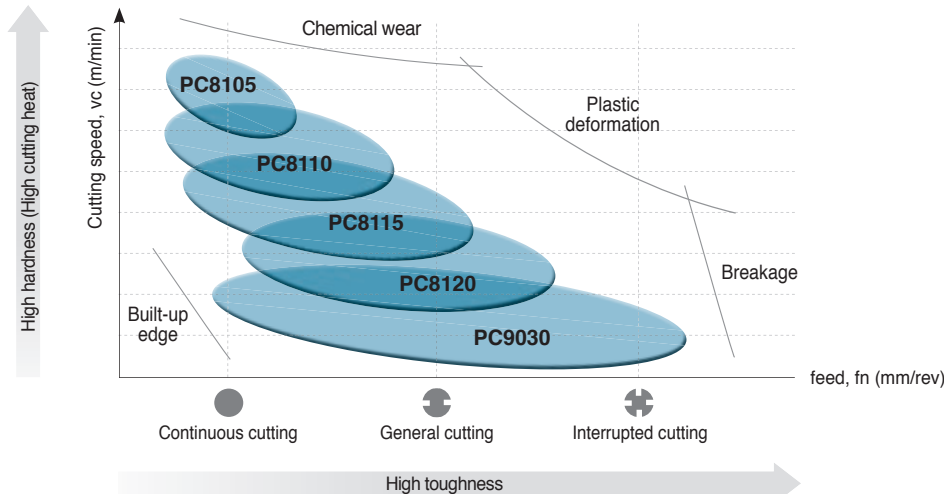 High hardness (High cutting heat)
Cutting speed, vc (m/min)
Chemical wear
PC8105
Plastic
deformation
PC8110
PC8115
Breakage
PC8120
Built-up
edge
PC9030
feed, fn (mm/rev)
Continuous cutting
General cutting
Interrupted cutting
High toughness